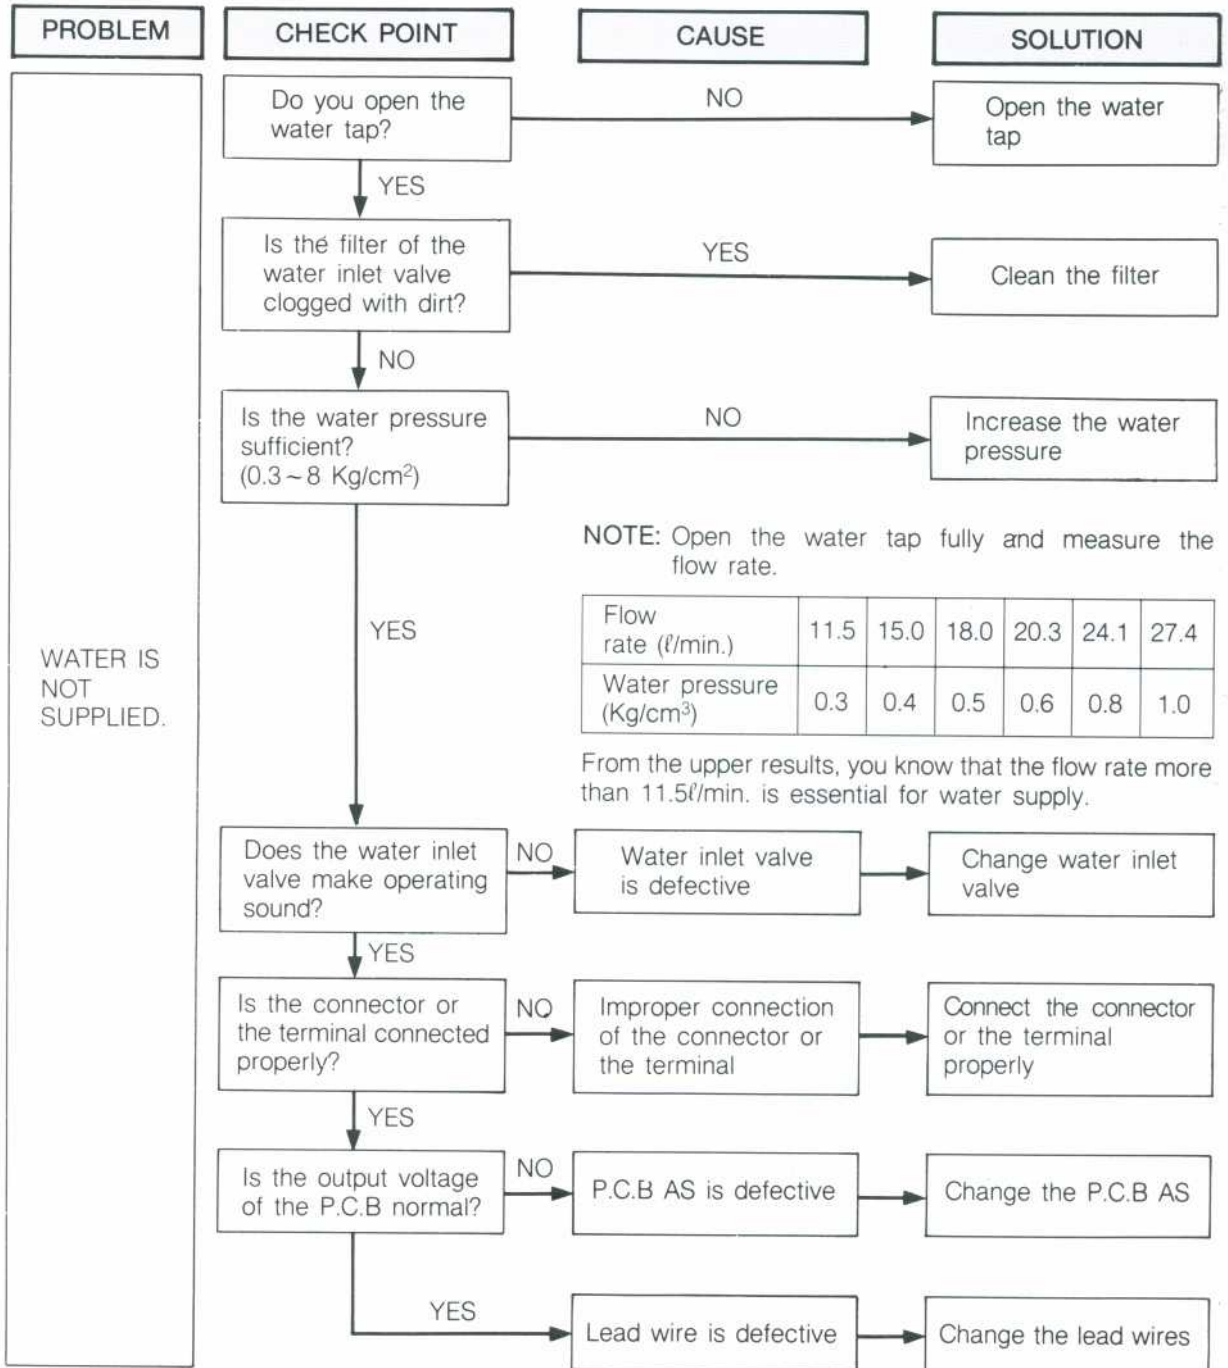 PROBLEM
CHECK POINT
CAUSE
SOLUTION
WATER IS
NOT
SUPPLIED.
Do you open the
water tap?
NO
Open the water
tap
YES
Is the filter of the
water inlet valve
clogged with dirt?
YES
Clean the filter
NO
Is the water pressure
sufficient?
(0.3~8 Kg/cm²)
NO
Increase the water
pressure
YES
NOTE: Open the water tap fully and measure the
flow rate.
Flow
rate (ℓ/min.)
11.5 15.0 18.0 20.3 24.1 27.4
Water pressure
(Kg/cm³)
0.3 0.4 0.5 0.6 0.8 1.0
From the upper results, you know that the flow rate more
than 11.5ℓ/min. is essential for water supply.
Does the water inlet
valve make operating
sound?
NO
Water inlet valve
is defective
Change water inlet
valve
YES
Is the connector or
the terminal connected
properly?
NO
Improper connection
of the connector or
the terminal
Connect the connector
or the terminal
properly
YES
Is the output voltage
of the P.C.B normal?
NO
P.C.B AS is defective
Change the P.C.B AS
YES
Lead wire is defective
Change the lead wires